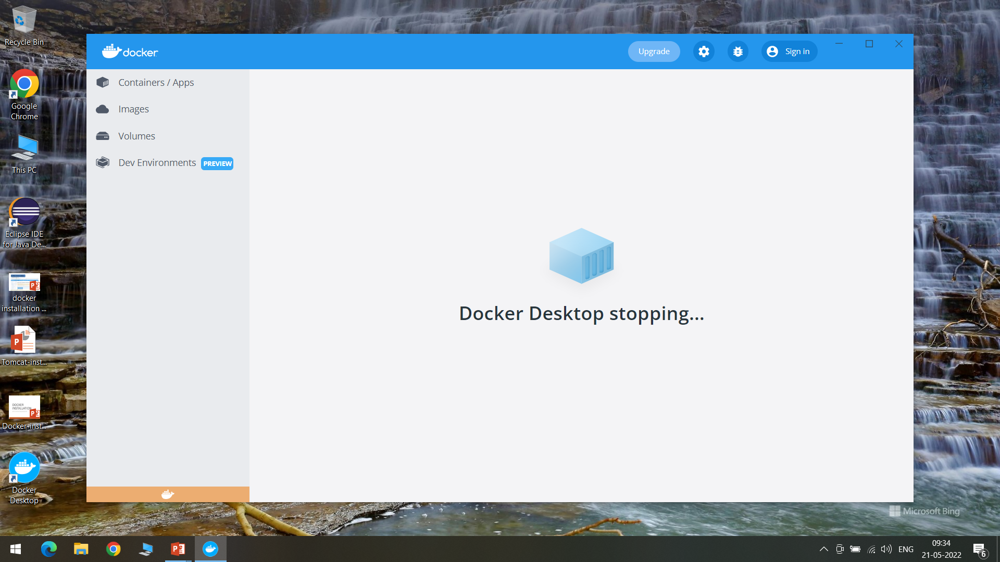 Recycle Bin
Google
Chrome
This PC
Eclipse IDE
for Java De...
docker
installation ...
Tomcat-inst...
DOCKER
INSTALLATION
Docker-inst...
Docker
Desktop
docker
Upgrade
Sign in
Containers / Apps
Images
Volumes
Dev Environments PREVIEW
Docker Desktop stopping...
Microsoft Bing
ENG
09:34
21-05-2022
6